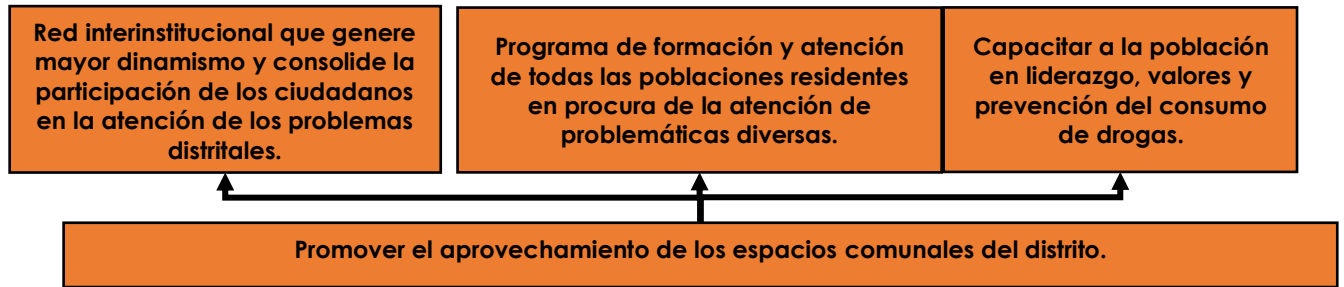 Red interinstitucional que genere
mayor dinamismo y consolide la
participación de los ciudadanos
en la atención de los problemas
distritales.
Programa de formación y atención
de todas las poblaciones residentes
en procura de la atención de
problemáticas diversas.
Capacitar a la población
en liderazgo, valores y
prevención del consumo
de drogas.
Promover el aprovechamiento de los espacios comunales del distrito.